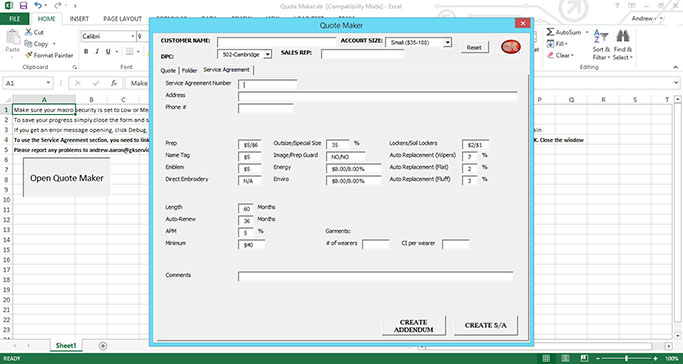 Quote Maker.xls [Compatibility Mode] - Excel
FILE HOME INSERT PAGE LAYOUT
Andrew
Cut
Copy
Format Painter
Paste
Clipboard
Calibri 9
B I U
AutoSum
Fill
Clear
Sort & Filter
Find & Select
Editing
A1
Make
A B C P Q R S T
1 Make sure your macro security is set to Low or Me
2 To save your progress simply close the form and s
3 If you get an error message opening, click Debug,
4 To use the Service Agreement section, you need to link
K. Close the window
5 Please report any problems to andrew.aaron@gkservic
Open Quote Maker
Quote Maker
CUSTOMER NAME: ACCOUNT SIZE: Small ($35-100)
DPC: 502-Cambridge SALES REP:
Reset
Quote Folder Service Agreement
Service Agreement Number
Address
Phone #
Prep $5/$6 Outsize/Special Size 35 % Lockers/Soil Lockers $2/$1
Name Tag $5 Image/Prep Guard NO/NO Auto Replacement (Wipers) 7 %
Emblem $5 Energy $8.00/8.00% Auto Replacement (Flat) 2 %
Direct Embroidery N/A Enviro $8.00/8.00% Auto Replacement (Fluff) 3 %
Length 60 Months
Auto-Renew 36 Months
APM 5 % Garments:
Minimum $40 # of wearers CI per wearer
Comments
CREATE ADDENDUM
CREATE S/A
Sheet1
READY
100%